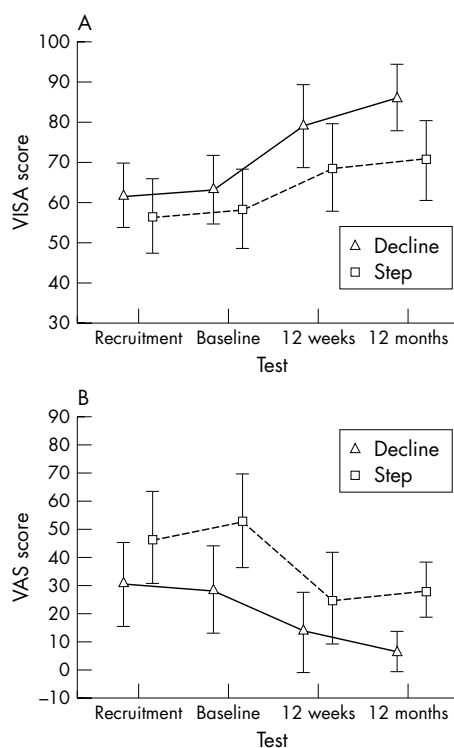 A
100
90
80
70
60
50
40
30
VISA score
Decline
Step
Recruitment Baseline 12 weeks 12 months
Test
B
90
80
70
60
50
40
30
20
10
0
–10
VAS score
Decline
Step
Recruitment Baseline 12 weeks 12 months
Test